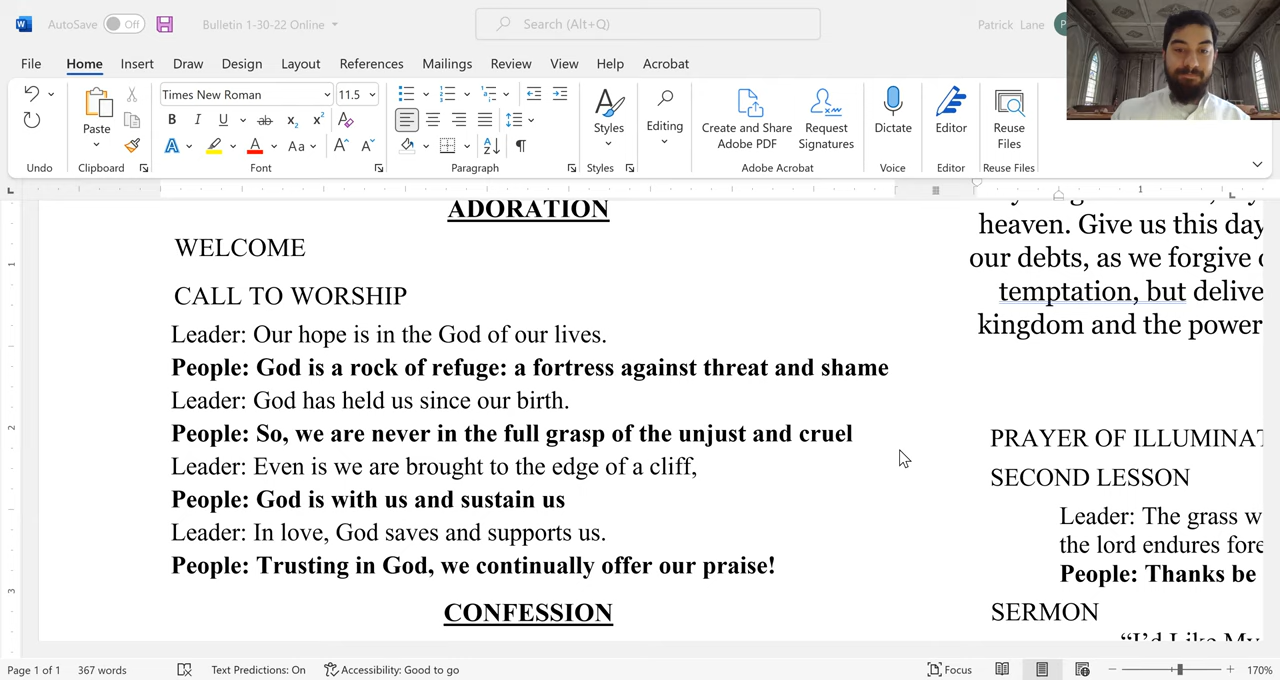 AutoSave Off Bulletin 1-30-22 Online Search (Alt+Q) Patrick Lane
File Home Insert Draw Design Layout References Mailings Review View Help Acrobat
Times New Roman 11.5
Paste Styles Editing Create and Share Adobe PDF Request Signatures Dictate Editor Reuse Files
Undo Clipboard Font Paragraph Styles Adobe Acrobat Voice Editor Reuse Files
ADORATION
WELCOME
CALL TO WORSHIP
Leader: Our hope is in the God of our lives.
People: God is a rock of refuge: a fortress against threat and shame
Leader: God has held us since our birth.
People: So, we are never in the full grasp of the unjust and cruel
Leader: Even is we are brought to the edge of a cliff,
People: God is with us and sustain us
Leader: In love, God saves and supports us.
People: Trusting in God, we continually offer our praise!
CONFESSION
heaven. Give us this day
our debts, as we forgive
temptation, but
kingdom and the power
PRAYER OF
SECOND LESSON
Leader: The grass
the lord endures
People: Thanks be
SERMON
“I’d Like My
Page 1 of 1 367 words Text Predictions: On Accessibility: Good to go Focus 170%